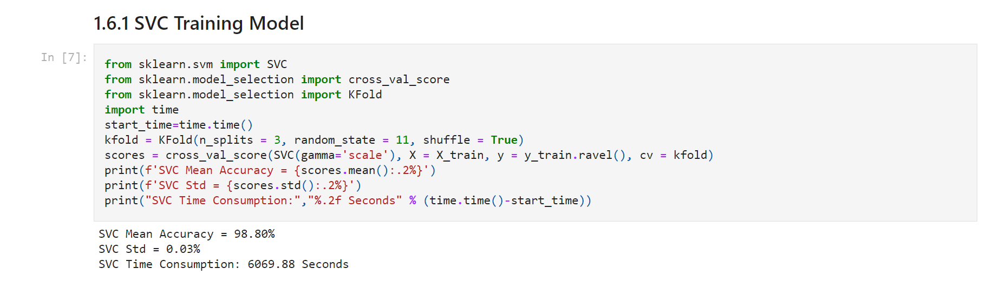 1.6.1 SVC Training Model
In [7]:
from sklearn.svm import SVC
from sklearn.model_selection import cross_val_score
from sklearn.model_selection import KFold
import time
start_time=time.time()
kfold = KFold(n_splits = 3, random_state = 11, shuffle = True)
scores = cross_val_score(SVC(gamma='scale'), X = X_train, y = y_train.ravel(), cv = kfold)
print(f'SVC Mean Accuracy = {scores.mean():.2%}')
print(f'SVC Std = {scores.std():.2%}')
print("SVC Time Consumption:","%.2f Seconds" % (time.time()-start_time))
SVC Mean Accuracy = 98.80%
SVC Std = 0.03%
SVC Time Consumption: 6069.88 Seconds